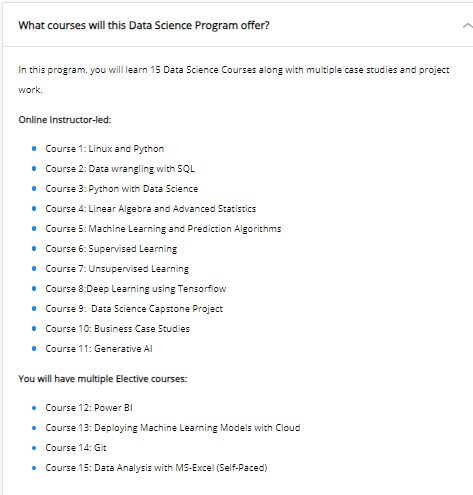 What courses will this Data Science Program offer?
In this program, you will learn 15 Data Science Courses along with multiple case studies and project
work.
Online Instructor-led:
Course 1: Linux and Python
Course 2: Data wrangling with SQL
Course 3: Python with Data Science
Course 4: Linear Algebra and Advanced Statistics
Course 5: Machine Learning and Prediction Algorithms
Course 6: Supervised Learning
Course 7: Unsupervised Learning
Course 8:Deep Learning using Tensorflow
Course 9:  Data Science Capstone Project
Course 10: Business Case Studies
Course 11: Generative AI
You will have multiple Elective courses:
Course 12: Power BI
Course 13: Deploying Machine Learning Models with Cloud
Course 14: Git
Course 15: Data Analysis with MS-Excel (Self-Paced)